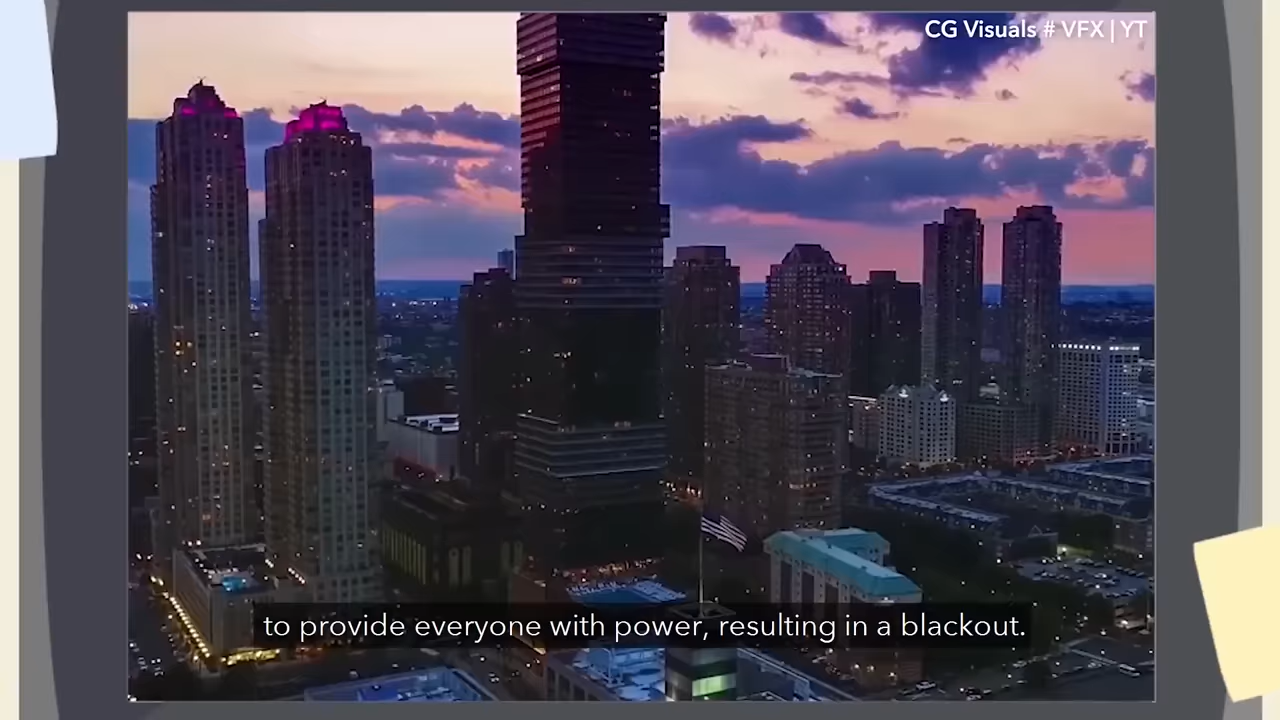 CG Visuals # VFX | YT
to provide everyone with power, resulting in a blackout.